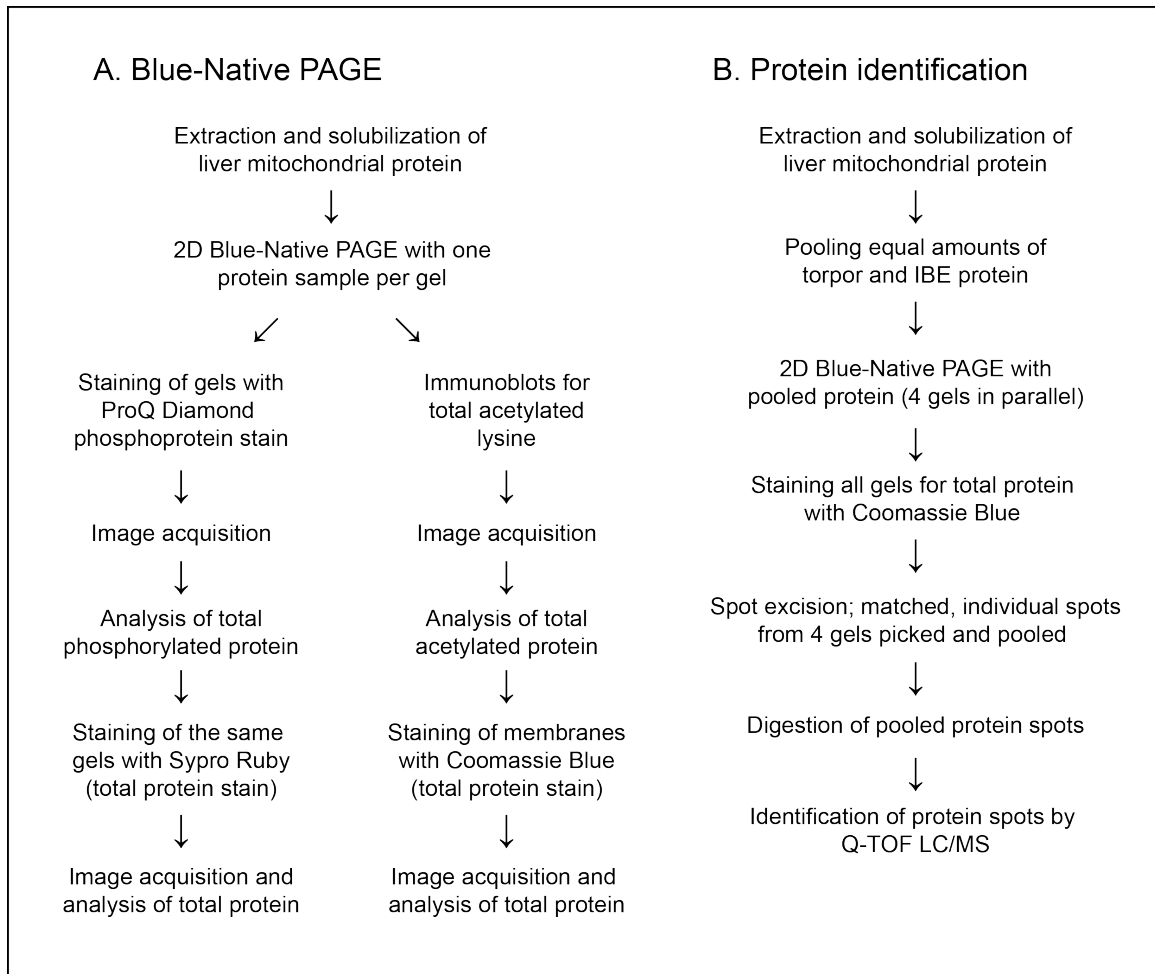 A. Blue-Native PAGE
Extraction and solubilization of
liver mitochondrial protein
2D Blue-Native PAGE with one
protein sample per gel
Staining of gels with
ProQ Diamond
phosphoprotein stain
Image acquisition
Analysis of total
phosphorylated protein
Staining of the same
gels with Sypro Ruby
(total protein stain)
Image acquisition and
analysis of total protein
Immunoblots for
total acetylated
lysine
Image acquisition
Analysis of total
acetylated protein
Staining of membranes
with Coomassie Blue
(total protein stain)
Image acquisition and
analysis of total protein
B. Protein identification
Extraction and solubilization of
liver mitochondrial protein
Pooling equal amounts of
torpor and IBE protein
2D Blue-Native PAGE with
pooled protein (4 gels in parallel)
Staining all gels for total protein
with Coomassie Blue
Spot excision; matched, individual spots
from 4 gels picked and pooled
Digestion of pooled protein spots
Identification of protein spots by
Q-TOF LC/MS